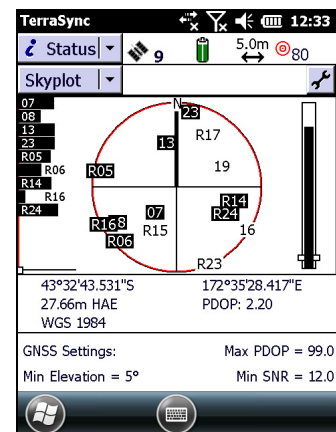 TerraSync 12:33
Status 9 5.0m 80
Skyplot
07
08
13
23
R05
R06
R14
R16
R24
N
23
R17
13
19
R05
R14
R24
07
R168
R15
16
R06
R23
43°32'43.531"S 172°35'28.417"E
27.66m HAE PDOP: 2.20
WGS 1984
GNSS Settings: Max PDOP = 99.0
Min Elevation = 5° Min SNR = 12.0